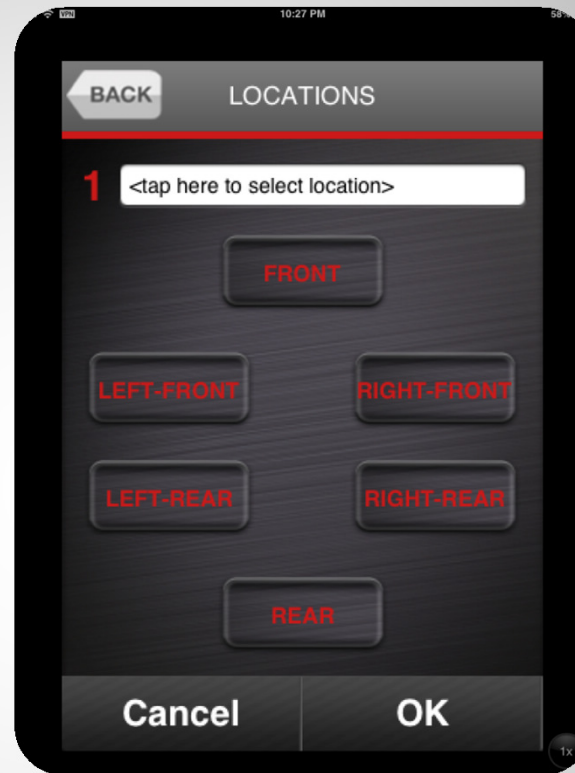 VPN 10:27 PM 58%
BACK LOCATIONS
1 <tap here to select location>
FRONT
LEFT-FRONT RIGHT-FRONT
LEFT-REAR RIGHT-REAR
REAR
Cancel OK
1x